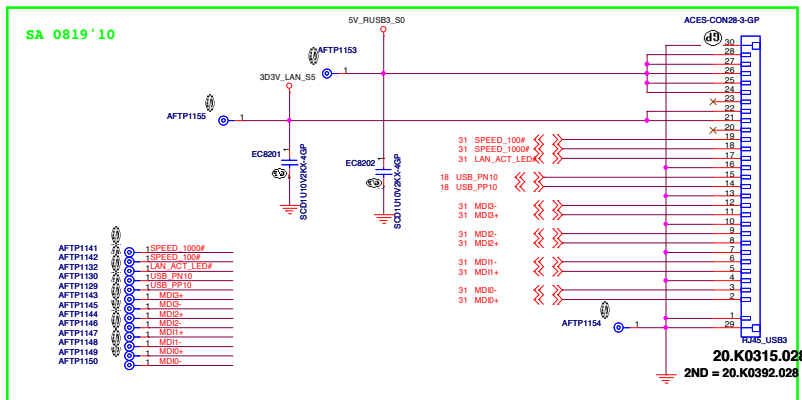 SA 0819'10
5V_RUSB3_S0
ACES-CON28-3-GP
AFTP1153
1
3D3V_LAN_S5
AFTP1155
1
EC8201
SCD1U10V2KX-4GP
EC8202
SCD1U10V2KX-4GP
GP
30
28
27
26
25
24
23
22
21
20
31 SPEED_100# 19
31 SPEED_1000# 18
31 LAN_ACT_LED# 17
16
18 USB_PN10 15
18 USB_PP10 14
13
31 MDI3- 12
31 MDI3+ 11
10
31 MDI2- 9
31 MDI2+ 8
7
31 MDI1- 6
31 MDI1+ 5
4
31 MDI0- 3
31 MDI0+ 2
1
AFTP1154 1 29
RJ45_USB3
20.K0315.028
2ND = 20.K0392.028
AFTP1141 1 SPEED_1000#
AFTP1142 1 SPEED_100#
AFTP1132 1 LAN_ACT_LED#
AFTP1130 1 USB_PN10
AFTP1129 1 USB_PP10
AFTP1143 1 MDI3+
AFTP1145 1 MDI3-
AFTP1144 1 MDI2+
AFTP1146 1 MDI2-
AFTP1147 1 MDI1+
AFTP1148 1 MDI1-
AFTP1149 1 MDI0+
AFTP1150 1 MDI0-